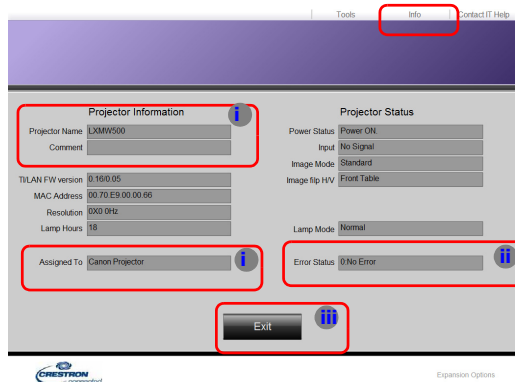 Tools Info Contact IT Help
Projector Information
i
Projector Status
Projector Name LXMW500
Power Status Power ON.
Comment
Input No Signal
Image Mode Standard
TI/LAN FW version 0.16/0.05
Image flip H/V Front Table
MAC Address 00.70.E9.00.00.66
Resolution 0X0 0Hz
Lamp Hours 18
Lamp Mode Normal
Assigned To Canon Projector
i
Error Status 0:No Error
ii
Exit
iii
CRESTRON
connected
Expansion Options